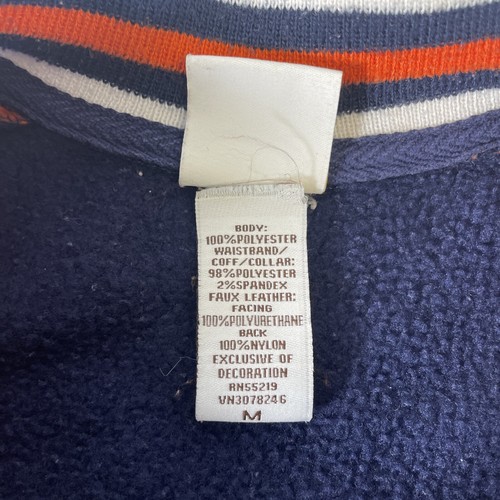 BODY:
100%POLYESTER
WAISTBAND/
COFF/COLLAR:
98%POLYESTER
2%SPANDEX
FAUX LEATHER:
FACING
100%POLYURETHANE
BACK
100%NYLON
EXCLUSIVE OF
DECORATION
RN55219
VN3078246
M